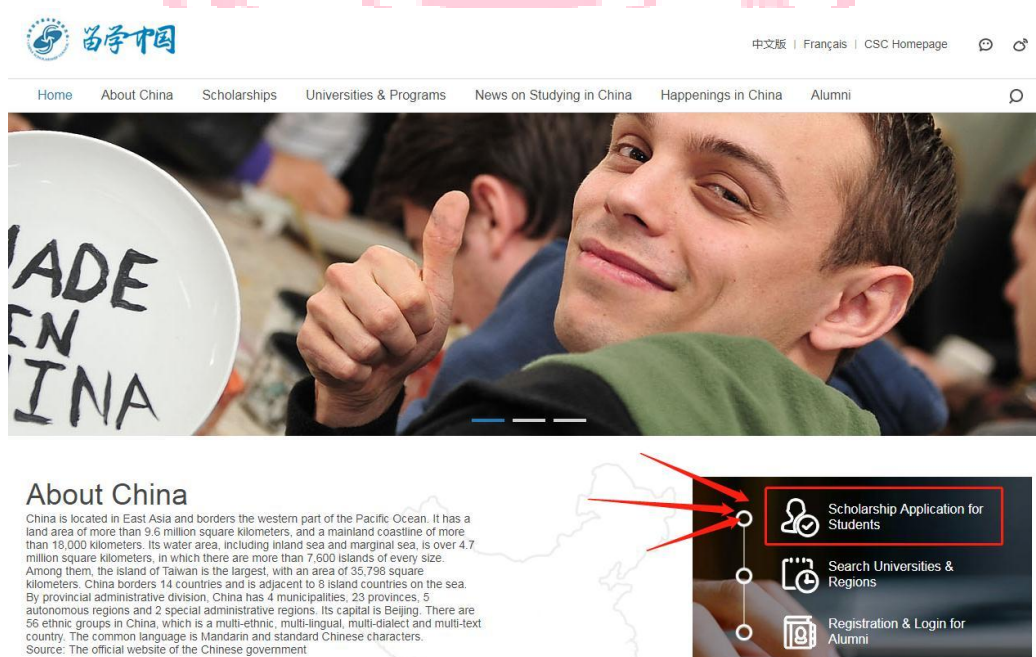 留学中国
中文版 | Français | CSC Homepage
Home About China Scholarships Universities & Programs News on Studying in China Happenings in China Alumni
ADE
INA
About China
China is located in East Asia and borders the western part of the Pacific Ocean. It has a
land area of more than 9.6 million square kilometers, and a mainland coastline of more
than 18,000 kilometers. Its water area, including inland sea and marginal sea, is over 4.7
million square kilometers, in which there are more than 7,600 islands of every size.
Among them, the island of Taiwan is the largest, with an area of 35,798 square
kilometers. China borders 14 countries and is adjacent to 8 island countries on the sea.
By provincial administrative division, China has 4 municipalities, 23 provinces, 5
autonomous regions and 2 special administrative regions. Its capital is Beijing. There are
56 ethnic groups in China, which is a multi-ethnic, multi-lingual, multi-dialect and multi-text
country. The common language is Mandarin and standard Chinese characters.
Source: The official website of the Chinese government
Scholarship Application for
Students
Search Universities &
Regions
Registration & Login for
Alumni